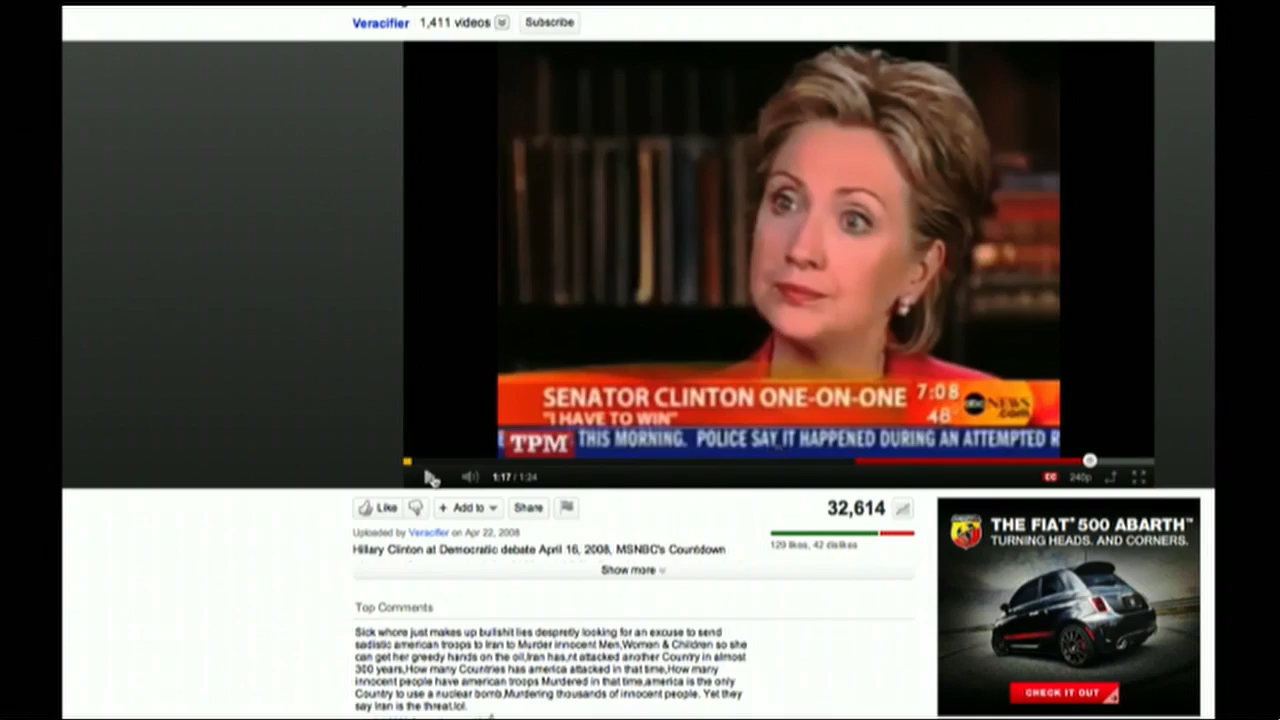 Veracifier 1,411 videos Subscribe
SENATOR CLINTON ONE-ON-ONE 7:08
"I HAVE TO WIN" 48° abc NEWS.com
E TPM THIS MORNING. POLICE SAY IT HAPPENED DURING AN ATTEMPTED R
1:17 / 1:24 CC 240p
Like + Add to Share 32,614
Uploaded by Veracifier on Apr 22, 2008
129 likes, 42 dislikes
Hillary Clinton at Democratic debate April 16, 2008, MSNBC's Countdown
Show more
Top Comments
Sick whore just makes up bullshit lies despretly looking for an excuse to send
sadistic american troops to Iran to Murder innocent Men,Women & Children so she
can get her greedy hands on the oil,Iran has,nt attacked another Country in almost
300 years,How many Countries has america attacked in that time,How many
innocent people have american troops Murdered in that time,america is the only
Country to use a nuclear bomb,Murdering thousands of innocent people. Yet they
say Iran is the threat.lol.
THE FIAT® 500 ABARTH™
TURNING HEADS. AND CORNERS.
CHECK IT OUT